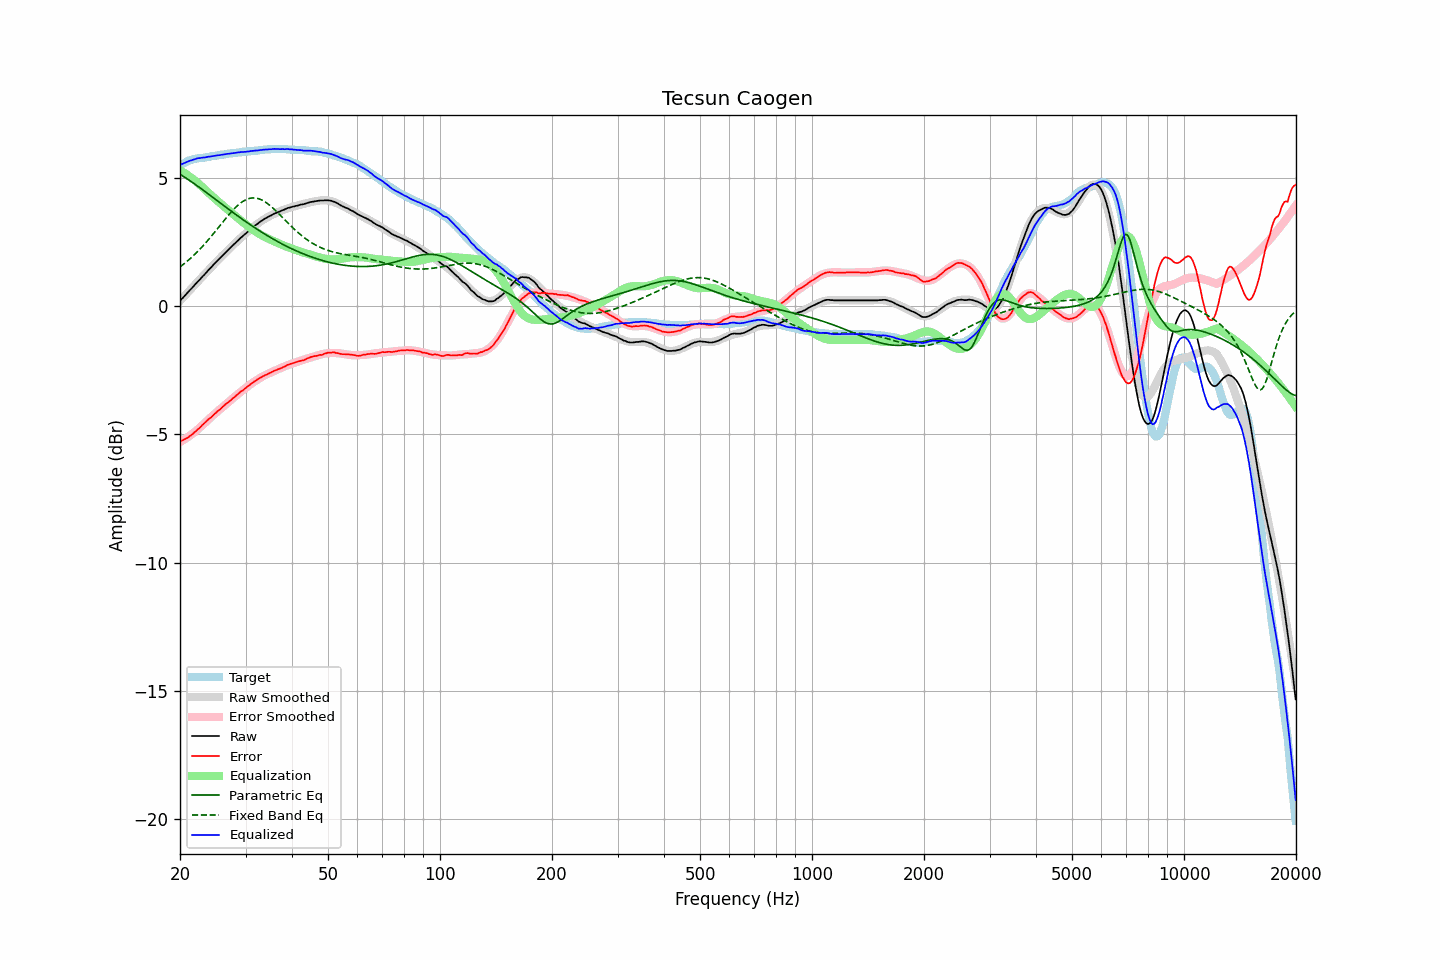 Tecsun Caogen
Amplitude (dBr)
5
0
−5
−10
−15
−20
Target
Raw Smoothed
Error Smoothed
Raw
Error
Equalization
Parametric Eq
Fixed Band Eq
Equalized
20 50 100 200 500 1000 2000 5000 10000 20000
Frequency (Hz)